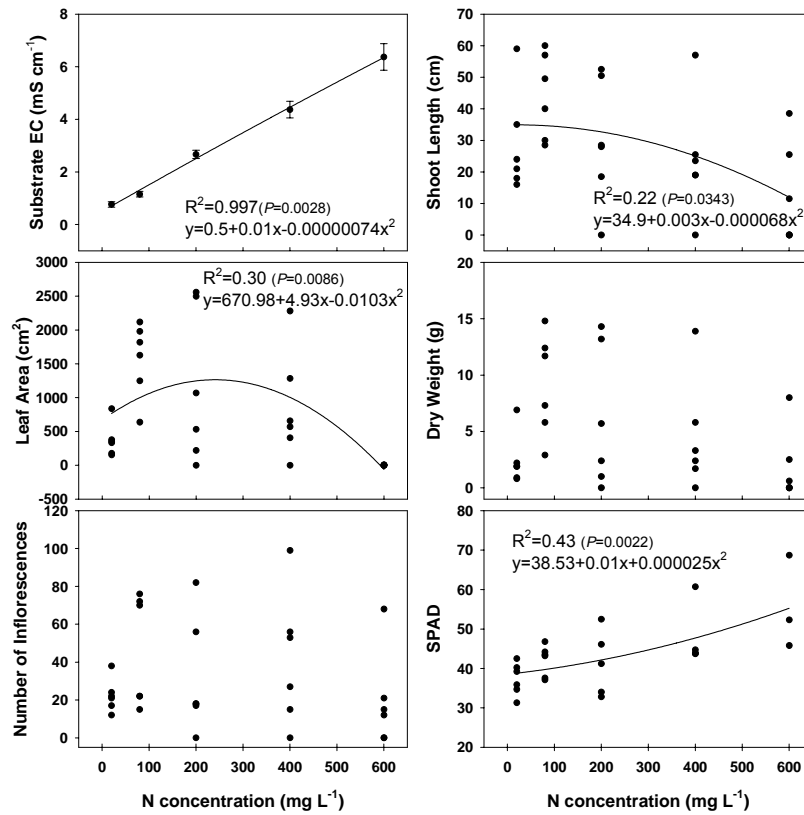 Substrate EC (mS cm⁻¹)
6
4
2
0
R²=0.997(P=0.0028)
y=0.5+0.01x-0.00000074x²
Shoot Length (cm)
60
50
40
30
20
10
0
R²=0.22 (P=0.0343)
y=34.9+0.003x-0.000068x²
Leaf Area (cm²)
3000
2500
2000
1500
1000
500
0
-500
R²=0.30 (P=0.0086)
y=670.98+4.93x-0.0103x²
Dry Weight (g)
20
15
10
5
0
Number of Inflorescences
120
100
80
60
40
20
0
0 100 200 300 400 500 600
N concentration (mg L⁻¹)
SPAD
80
70
60
50
40
30
20
R²=0.43 (P=0.0022)
y=38.53+0.01x+0.000025x²
0 100 200 300 400 500 600
N concentration (mg L⁻¹)